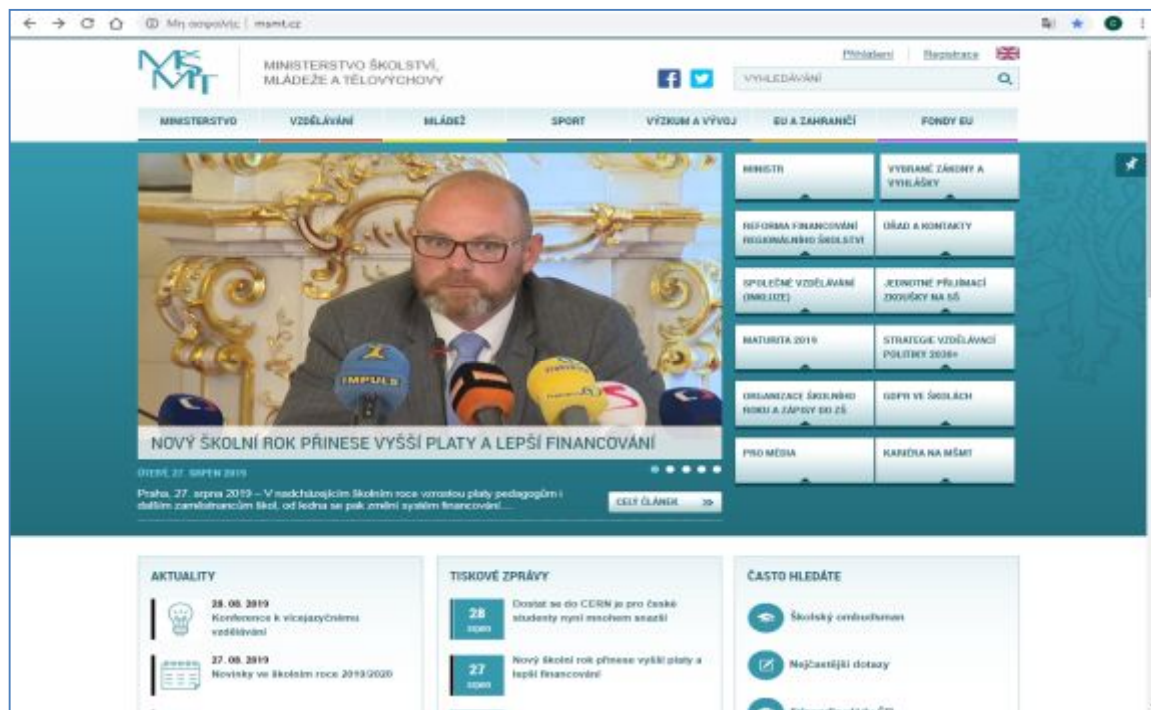 msmt.cz
MŠMT
MINISTERSTVO ŠKOLSTVÍ,
MLÁDEŽE A TĚLOVÝCHOVY
Přihlášení
Registrace
VYHLEDÁVÁNÍ
MINISTERSTVO
VZDĚLÁVÁNÍ
MLÁDEŽ
SPORT
VÝZKUM A VÝVOJ
EU A ZAHRANIČÍ
FONDY EU
IMPULS
NOVÝ ŠKOLNÍ ROK PŘINESE VYŠŠÍ PLATY A LEPŠÍ FINANCOVÁNÍ
ÚTERÝ, 27. SRPEN 2019
Praha, 27. srpna 2019 – V nadcházejícím školním roce vzrostou platy pedagogům i
dalším zaměstnancům škol, od ledna se pak změní systém financování....
CELÝ ČLÁNEK
MINISTR
VYBRANÉ ZÁKONY A
VYHLÁŠKY
REFORMA FINANCOVÁNÍ
REGIONÁLNÍHO ŠKOLSTVÍ
ÚŘAD A KONTAKTY
SPOLEČNÉ VZDĚLÁVÁNÍ
(INKLUZE)
JEDNOTNÉ PŘIJÍMACÍ
ZKOUŠKY NA SŠ
MATURITA 2019
STRATEGIE VZDĚLÁVACÍ
POLITIKY 2030+
ORGANIZACE ŠKOLNÍHO
ROKU A ZÁPISY DO ZŠ
GDPR VE ŠKOLÁCH
PRO MÉDIA
KARIÉRA NA MŠMT
AKTUALITY
28. 08. 2019
Konference k vícejazyčnému
vzdělávání
27. 08. 2019
Novinky ve školním roce 2019/2020
TISKOVÉ ZPRÁVY
28
srpen
Dostat se do CERN je pro české
studenty nyní mnohem snazší
27
srpen
Nový školní rok přinese vyšší platy a
lepší financování
ČASTO HLEDÁTE
Školský ombudsman
Nejčastější dotazy